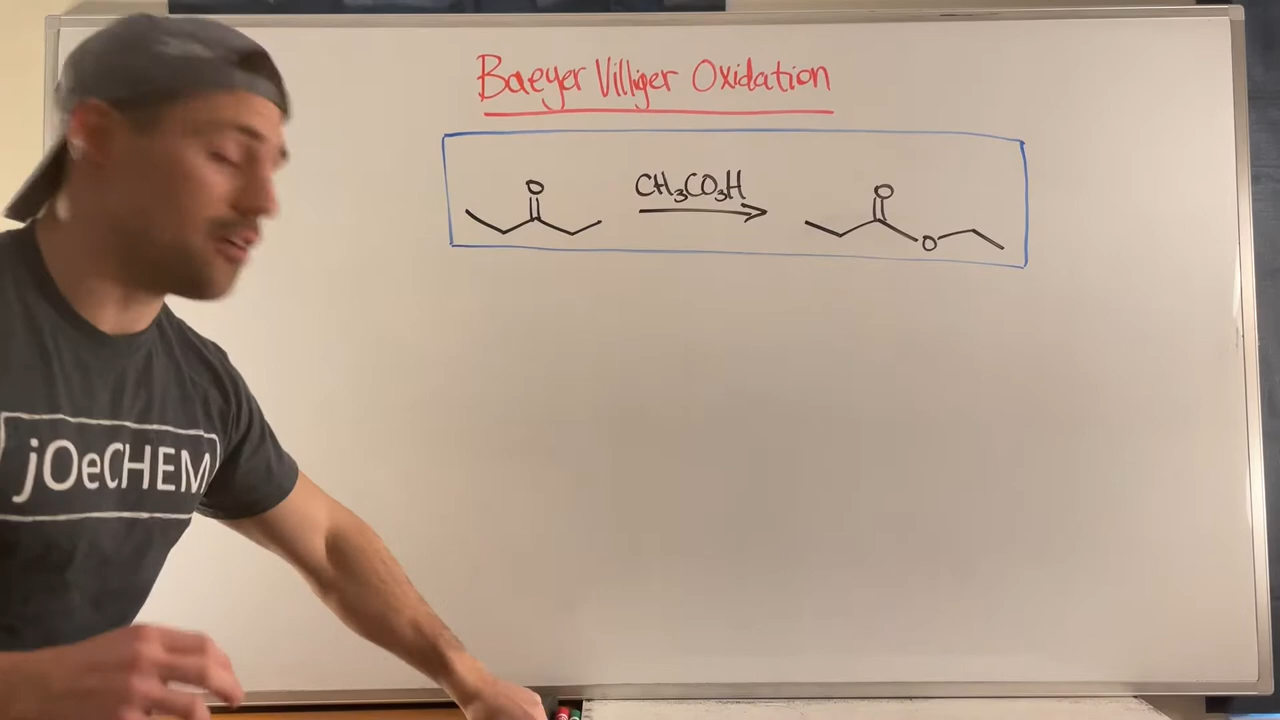 Baeyer Villiger Oxidation
O
CH₃CO₃H
O
O
jOeCHEM